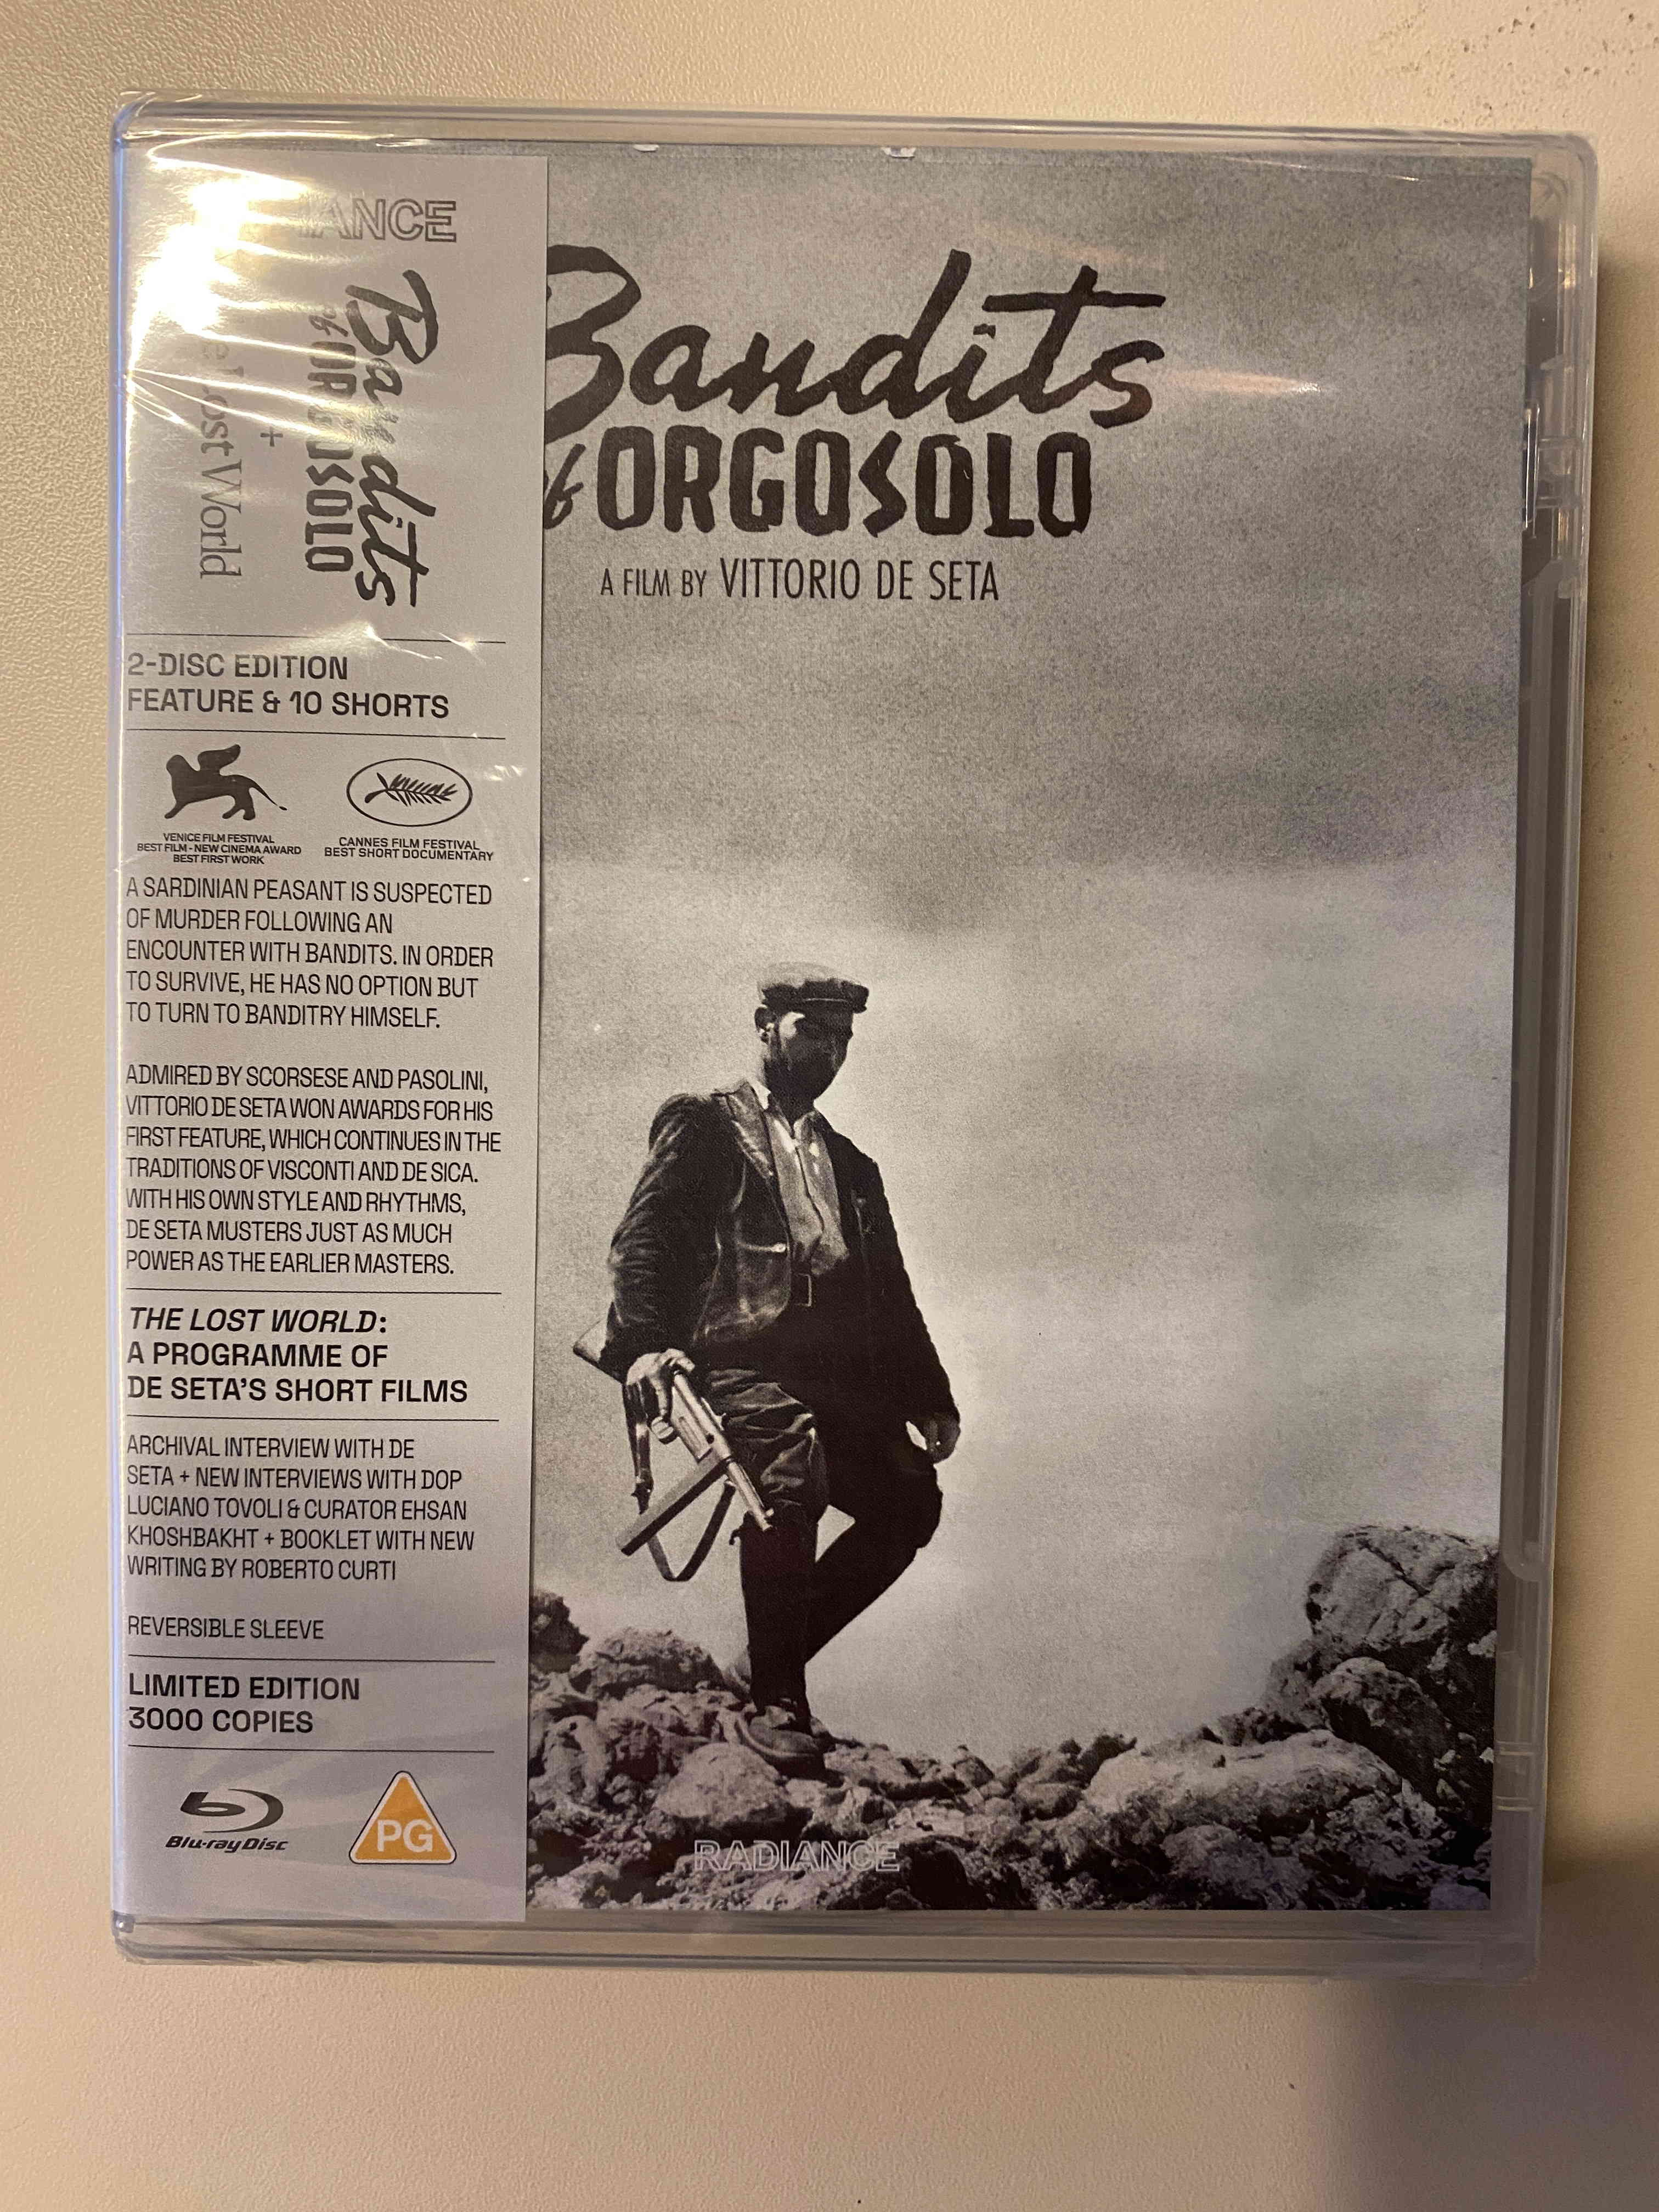 ANCE
Bandits
of ORGOSOLO
+
Lost World
2-DISC EDITION
FEATURE & 10 SHORTS
VENICE FILM FESTIVAL
BEST FILM - NEW CINEMA AWARD
BEST FIRST WORK
CANNES FILM FESTIVAL
BEST SHORT DOCUMENTARY
A SARDINIAN PEASANT IS SUSPECTED
OF MURDER FOLLOWING AN
ENCOUNTER WITH BANDITS. IN ORDER
TO SURVIVE, HE HAS NO OPTION BUT
TO TURN TO BANDITRY HIMSELF.
ADMIRED BY SCORSESE AND PASOLINI,
VITTORIO DE SETA WON AWARDS FOR HIS
FIRST FEATURE, WHICH CONTINUES IN THE
TRADITIONS OF VISCONTI AND DE SICA.
WITH HIS OWN STYLE AND RHYTHMS,
DE SETA MUSTERS JUST AS MUCH
POWER AS THE EARLIER MASTERS.
THE LOST WORLD:
A PROGRAMME OF
DE SETA'S SHORT FILMS
ARCHIVAL INTERVIEW WITH DE
SETA + NEW INTERVIEWS WITH DOP
LUCIANO TOVOLI & CURATOR EHSAN
KHOSHBAKHT + BOOKLET WITH NEW
WRITING BY ROBERTO CURTI
REVERSIBLE SLEEVE
LIMITED EDITION
3000 COPIES
Blu-ray Disc
PG
Bandits
of ORGOSOLO
A FILM BY VITTORIO DE SETA
RADIANCE